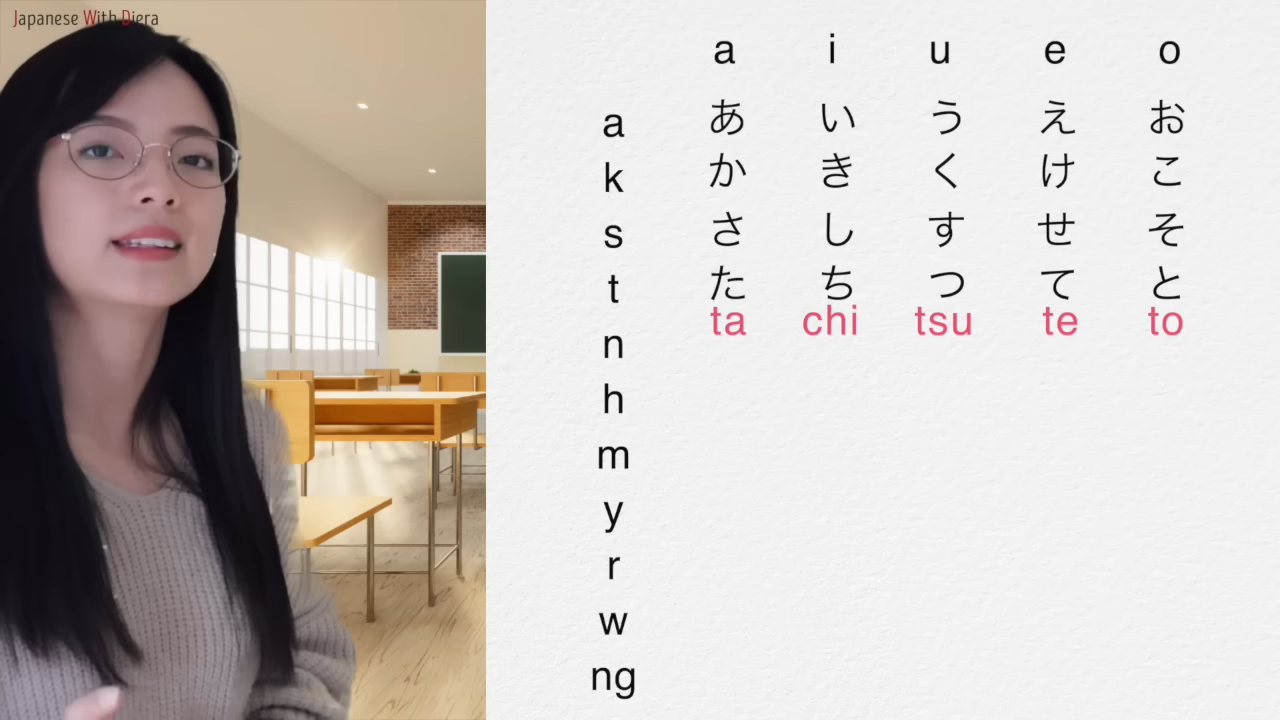 Japanese With Diera
a i u e o
a あ い う え お
k か き く け こ
s さ し す せ そ
t た ち つ て と
ta chi tsu te to
n
h
m
y
r
w
ng